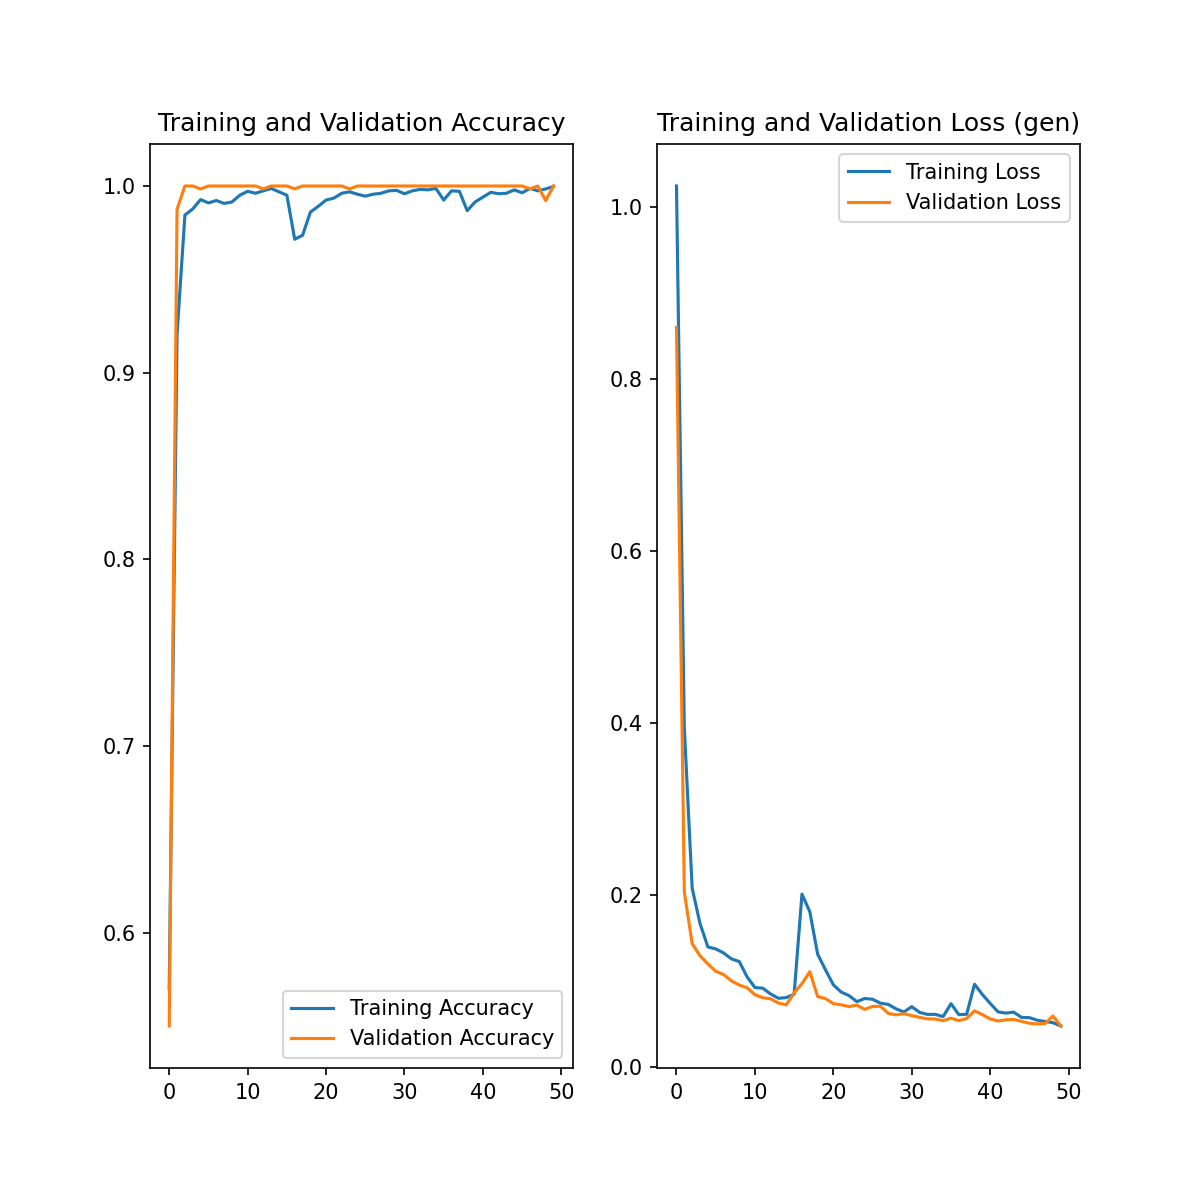 Training and Validation Accuracy
1.0
0.9
0.8
0.7
0.6
Training Accuracy
Validation Accuracy
0 10 20 30 40 50
Training and Validation Loss (gen)
Training Loss
Validation Loss
1.0
0.8
0.6
0.4
0.2
0.0
0 10 20 30 40 50